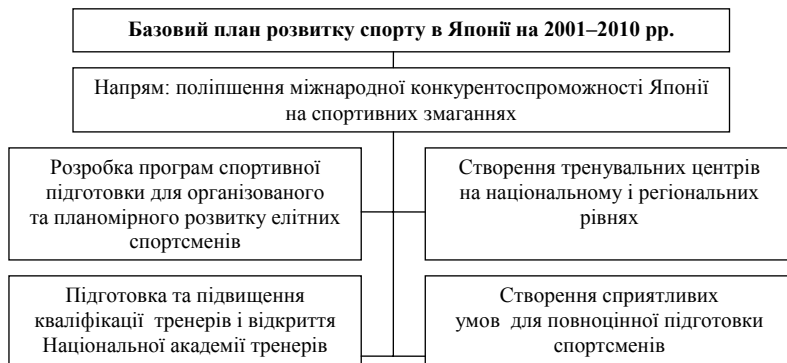 Базовий план розвитку спорту в Японії на 2001–2010 рр.
Напрям: поліпшення міжнародної конкурентоспроможності Японії
на спортивних змаганнях
Розробка програм спортивної
підготовки для організованого
та планомірного розвитку елітних
спортсменів
Створення тренувальних центрів
на національному і регіональних
рівнях
Підготовка та підвищення
кваліфікації тренерів і відкриття
Національної академії тренерів
Створення сприятливих
умов для повноцінної підготовки
спортсменів